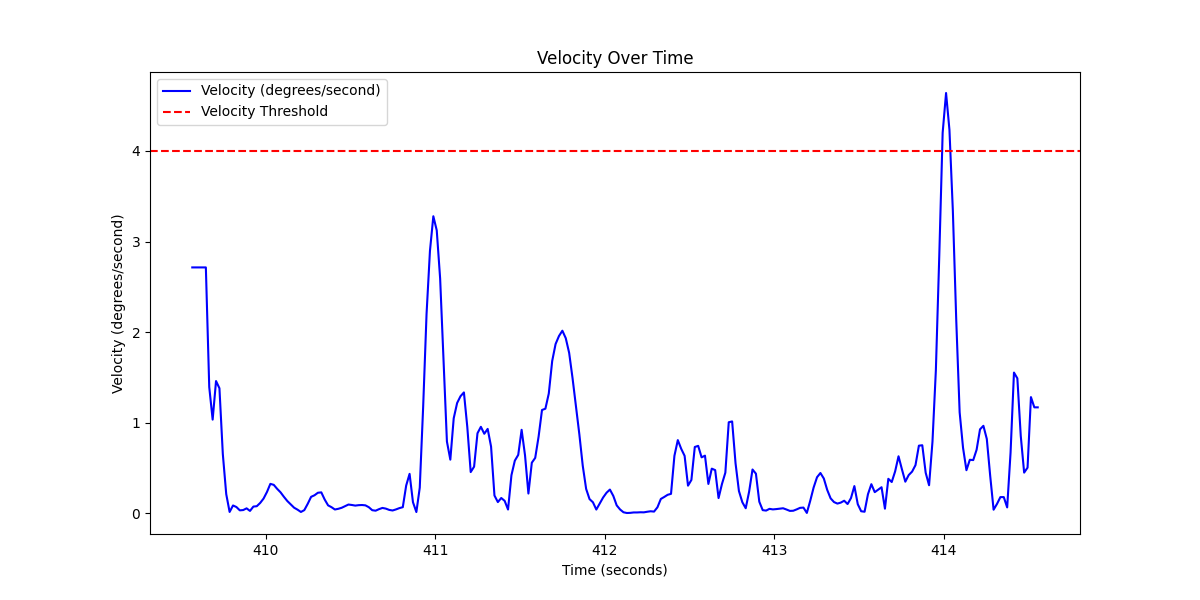 Velocity Over Time
Velocity (degrees/second)
Velocity Threshold
Velocity (degrees/second)
4
3
2
1
0
410
411
412
413
414
Time (seconds)